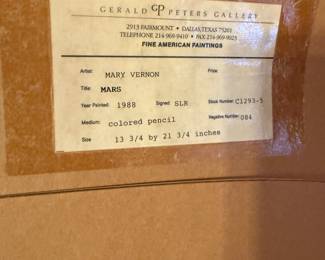 GERALD GP PETERS GALLERY
2913 FAIRMOUNT • DALLAS, TEXAS 75201
TELEPHONE 214-969-9410 • FAX 214-969-9023
FINE AMERICAN PAINTINGS
Artist: MARY VERNON Price:
Title: MARS
Year Painted: 1988 Signed: SLR Stock Number: C1293-5
Medium: colored pencil Negative Number: 084
Size 13 3/4 by 21 3/4 inches